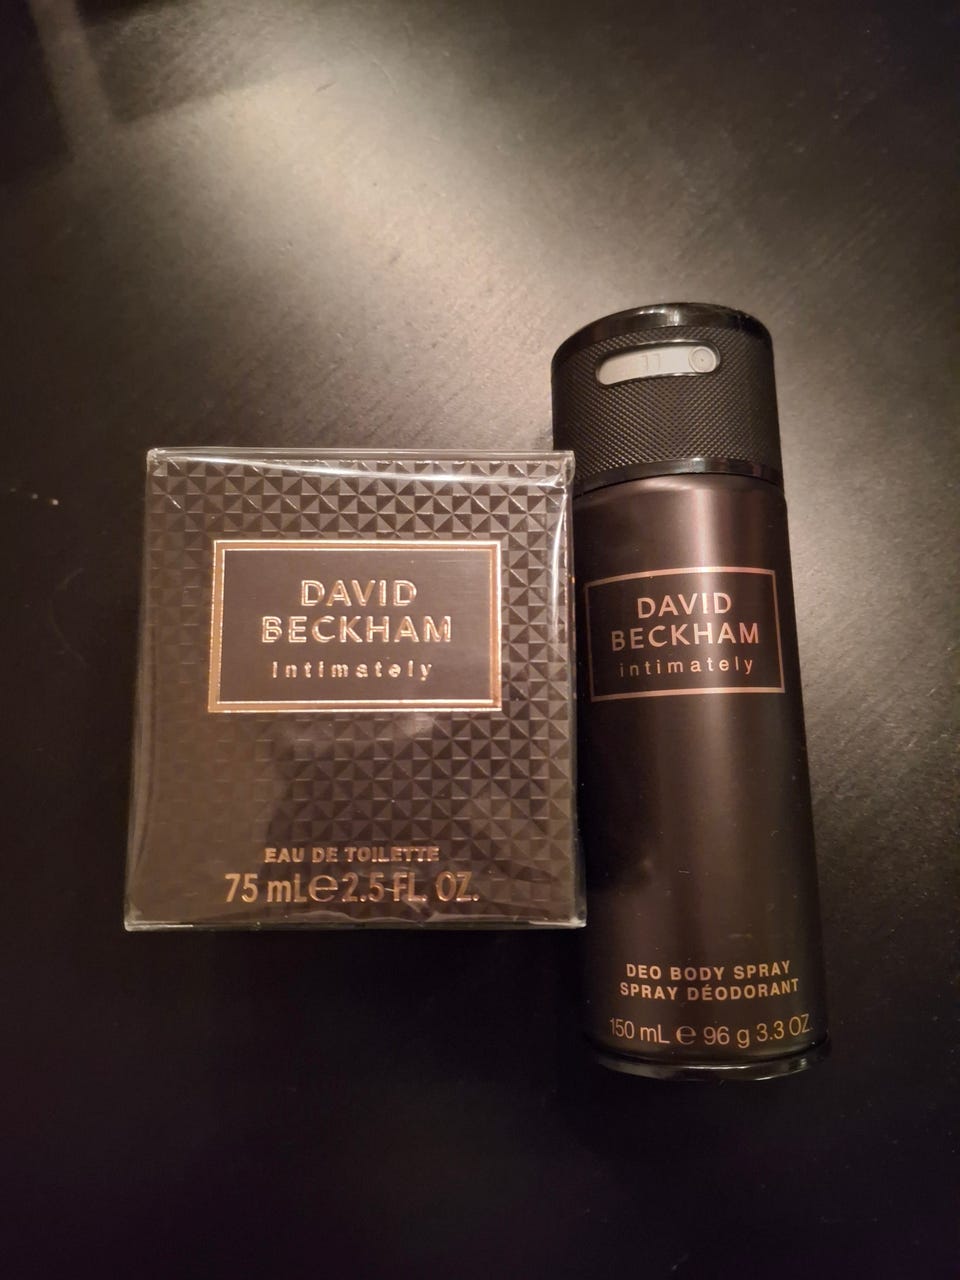 DAVID
BECKHAM
intimately
EAU DE TOILETTE
75 mL℮2.5 FL. OZ.
DAVID
BECKHAM
intimately
DEO BODY SPRAY
SPRAY DÉODORANT
150 mL ℮ 96 g 3.3 OZ.